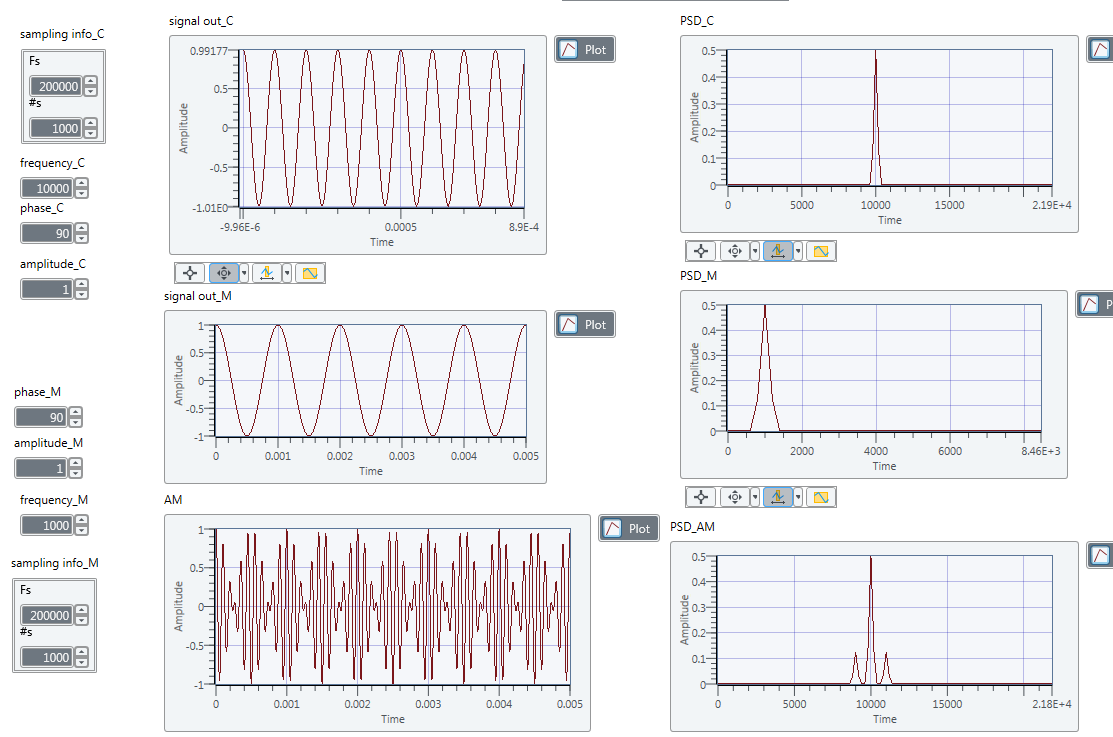 sampling info_C
Fs
200000
#s
1000
frequency_C
10000
phase_C
90
amplitude_C
1
phase_M
90
amplitude_M
1
frequency_M
1000
sampling info_M
Fs
200000
#s
1000
signal out_C
Plot
Amplitude
0.99177
0.5
0
-0.5
-1.01E0
-9.96E-6 0.0005 8.9E-4
Time
signal out_M
Plot
Amplitude
1
0.5
0
-0.5
-1
0 0.001 0.002 0.003 0.004 0.005
Time
AM
Plot
Amplitude
1
0.5
0
-0.5
-1
0 0.001 0.002 0.003 0.004 0.005
Time
PSD_C
Amplitude
0.5
0.4
0.3
0.2
0.1
0
0 5000 10000 15000 2.19E+4
Time
PSD_M
P
Amplitude
0.5
0.4
0.3
0.2
0.1
0
0 2000 4000 6000 8.46E+3
Time
PSD_AM
Amplitude
0.5
0.4
0.3
0.2
0.1
0
0 5000 10000 15000 2.18E+4
Time